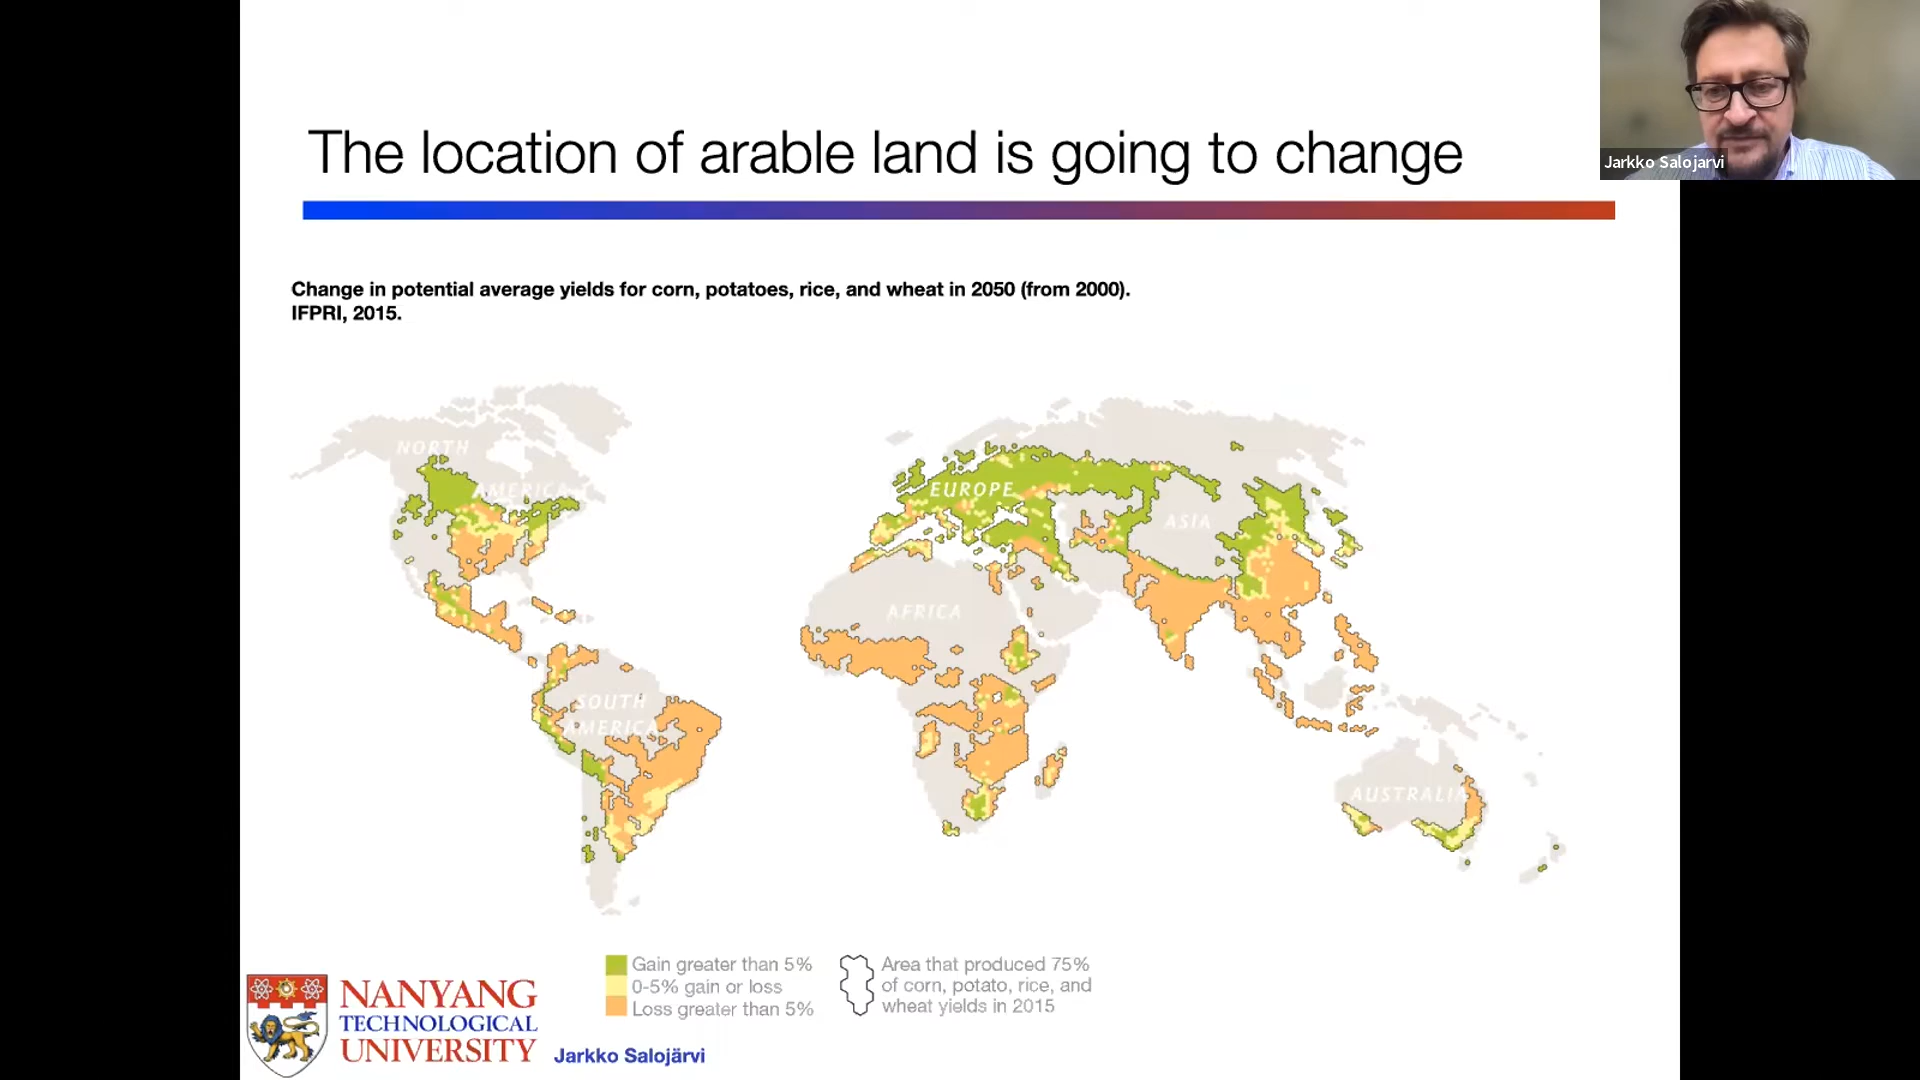 Jarkko Salojarvi
The location of arable land is going to change
Change in potential average yields for corn, potatoes, rice, and wheat in 2050 (from 2000).
IFPRI, 2015.
NORTH
AMERICA
EUROPE
ASIA
AFRICA
SOUTH
AMERICA
AUSTRALIA
Gain greater than 5%
0-5% gain or loss
Loss greater than 5%
Area that produced 75%
of corn, potato, rice, and
wheat yields in 2015
NANYANG
TECHNOLOGICAL
UNIVERSITY
Jarkko Salojärvi